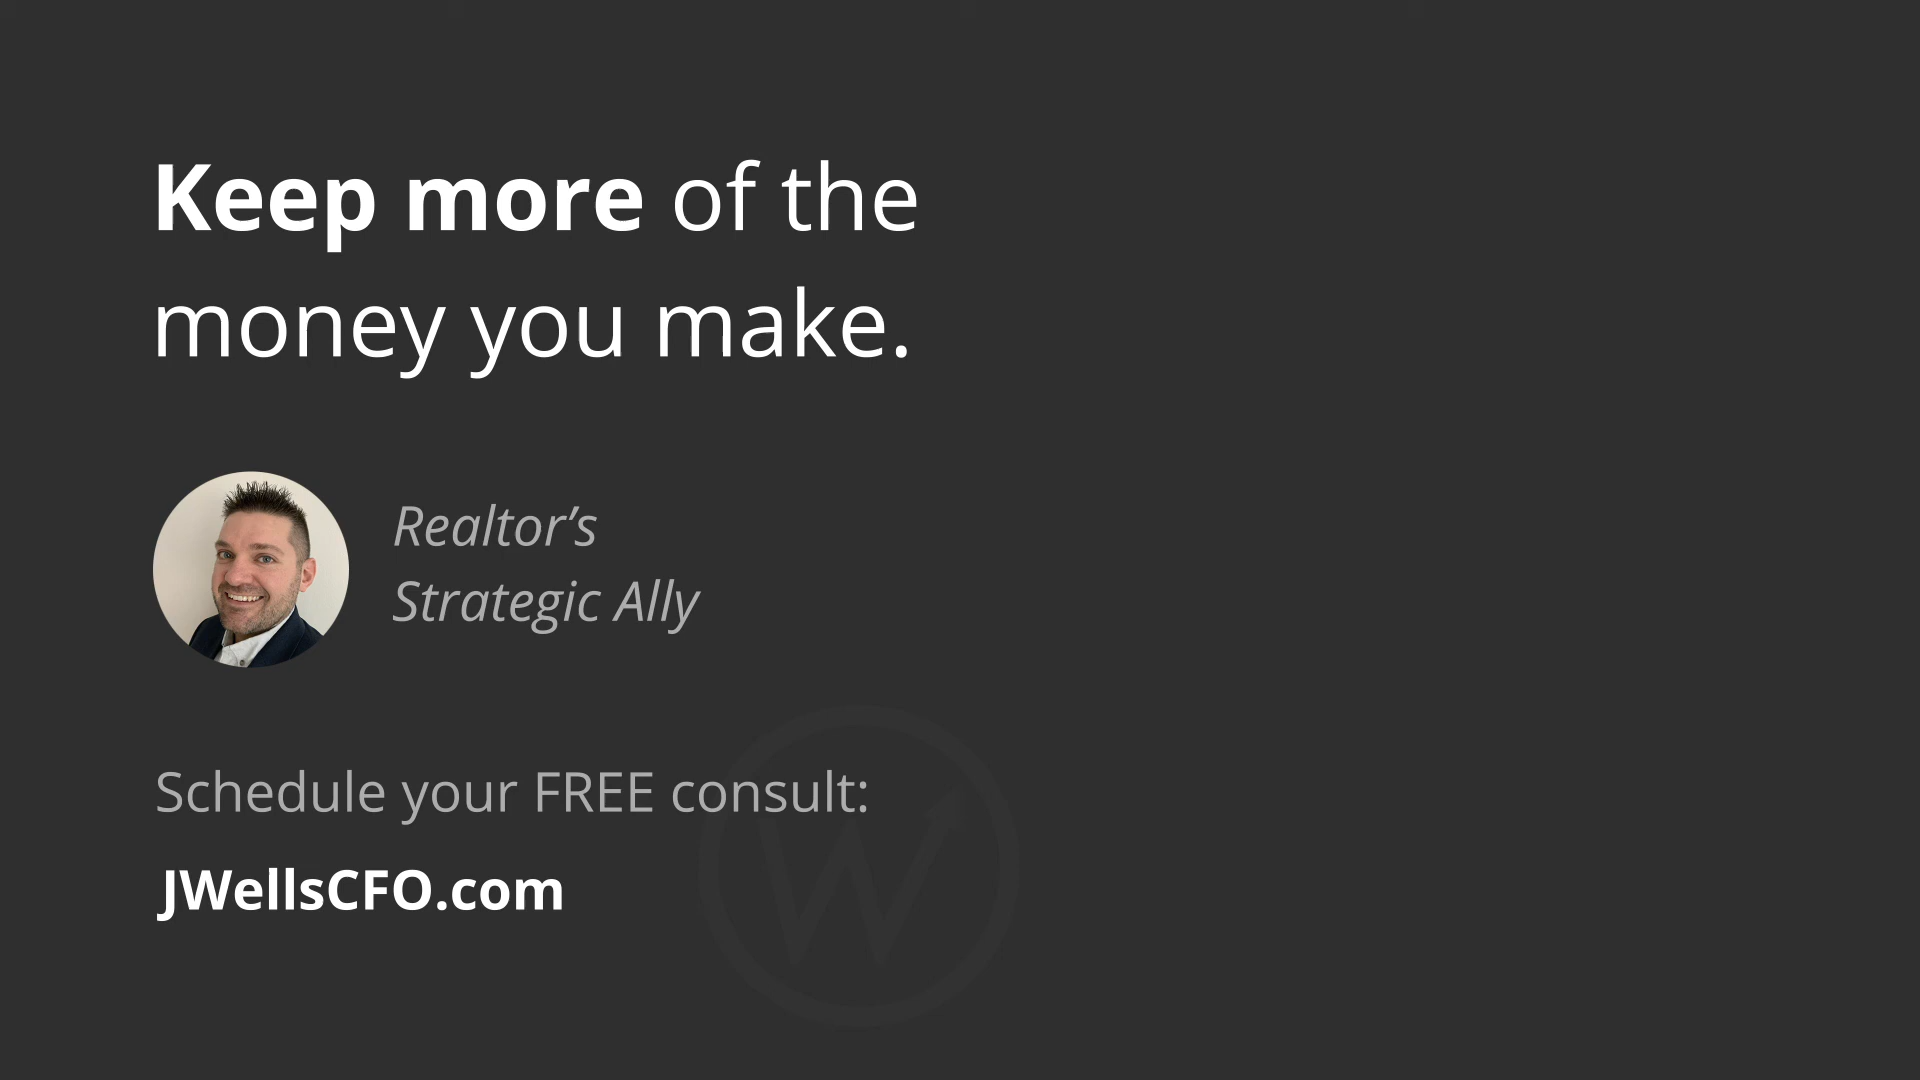 Keep more of the
money you make.
Realtor’s
Strategic Ally
Schedule your FREE consult:
JWellsCFO.com
W